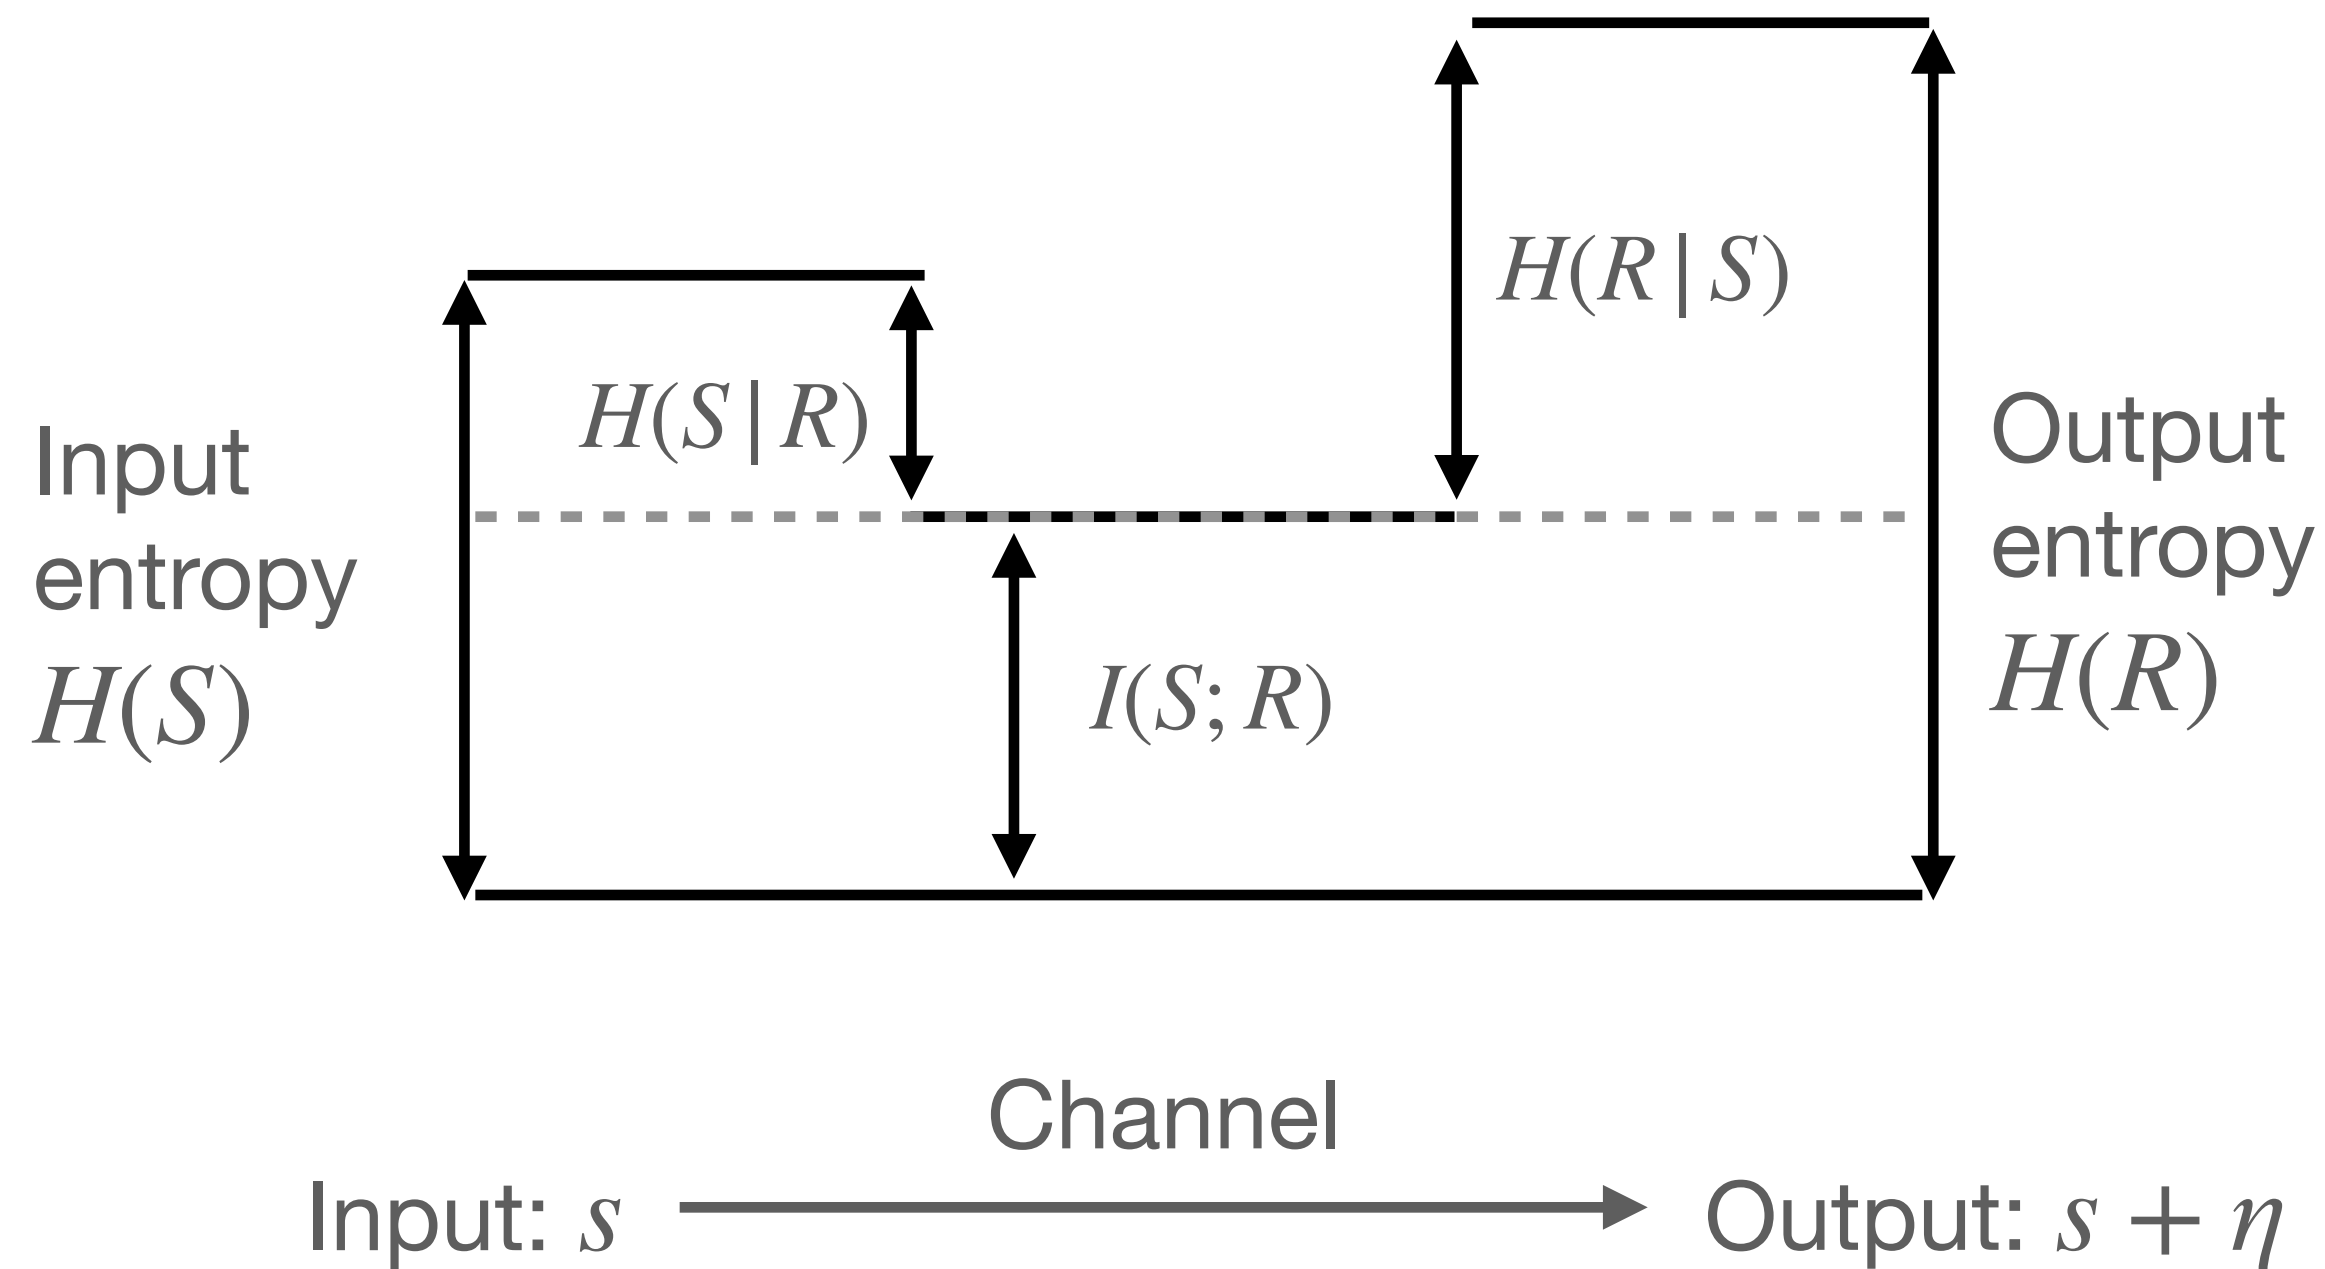 Input
entropy
H(S)
H(S | R)
I(S; R)
H(R | S)
Output
entropy
H(R)
Channel
Input: s
Output: s + η